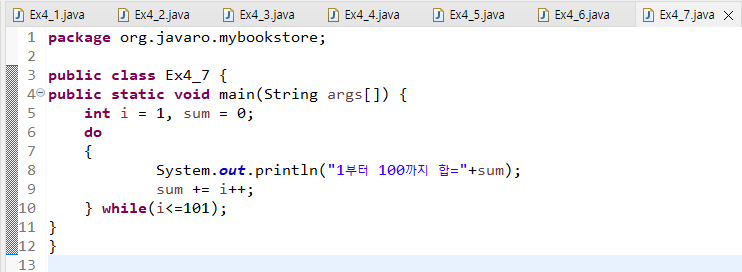 Ex4_1.java Ex4_2.java Ex4_3.java Ex4_4.java Ex4_5.java Ex4_6.java Ex4_7.java
1 package org.javaro.mybookstore;
2
3 public class Ex4_7 {
4 public static void main(String args[]) {
5     int i = 1, sum = 0;
6     do
7     {
8             System.out.println("1부터 100까지 합="+sum);
9             sum += i++;
10     } while(i<=101);
11 }
12 }
13